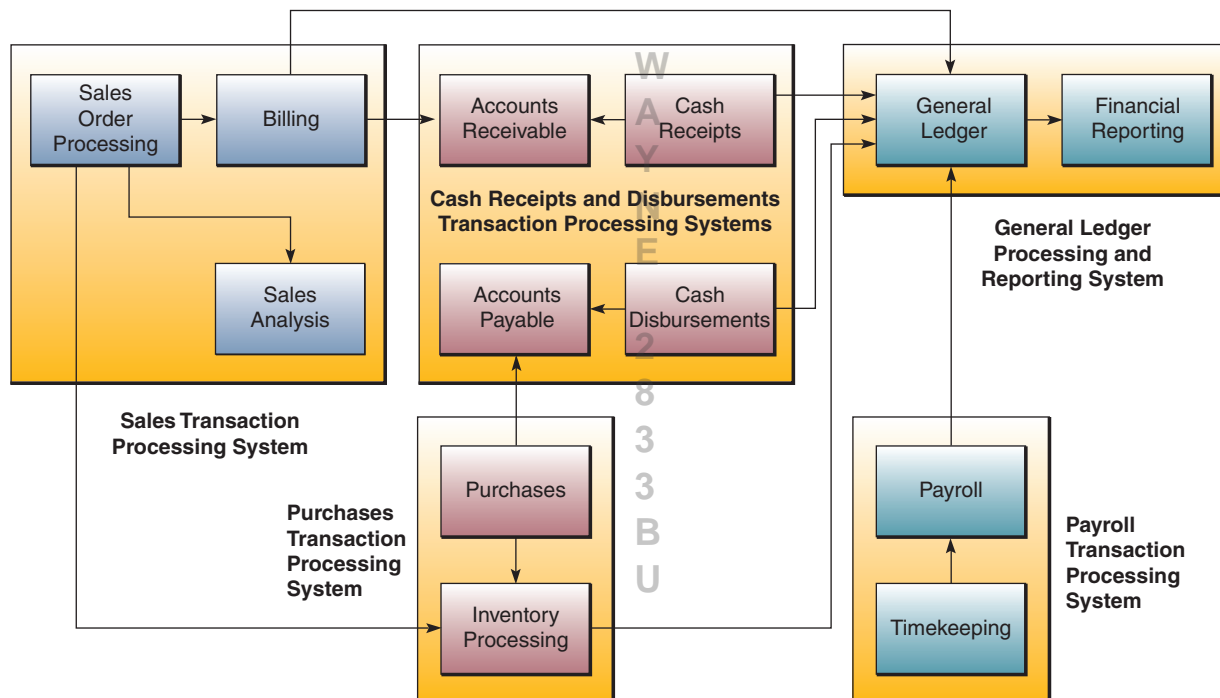 Sales
Order
Processing
Billing
Sales
Analysis
Sales Transaction
Processing System
Accounts
Receivable
Cash
Receipts
Cash Receipts and Disbursements
Transaction Processing Systems
Accounts
Payable
Cash
Disbursements
General
Ledger
Financial
Reporting
General Ledger
Processing and
Reporting System
Purchases
Transaction
Processing
System
Purchases
Inventory
Processing
Payroll
Timekeeping
Payroll
Transaction
Processing
System
W
A
Y
N
E
2
8
3
3
B
U